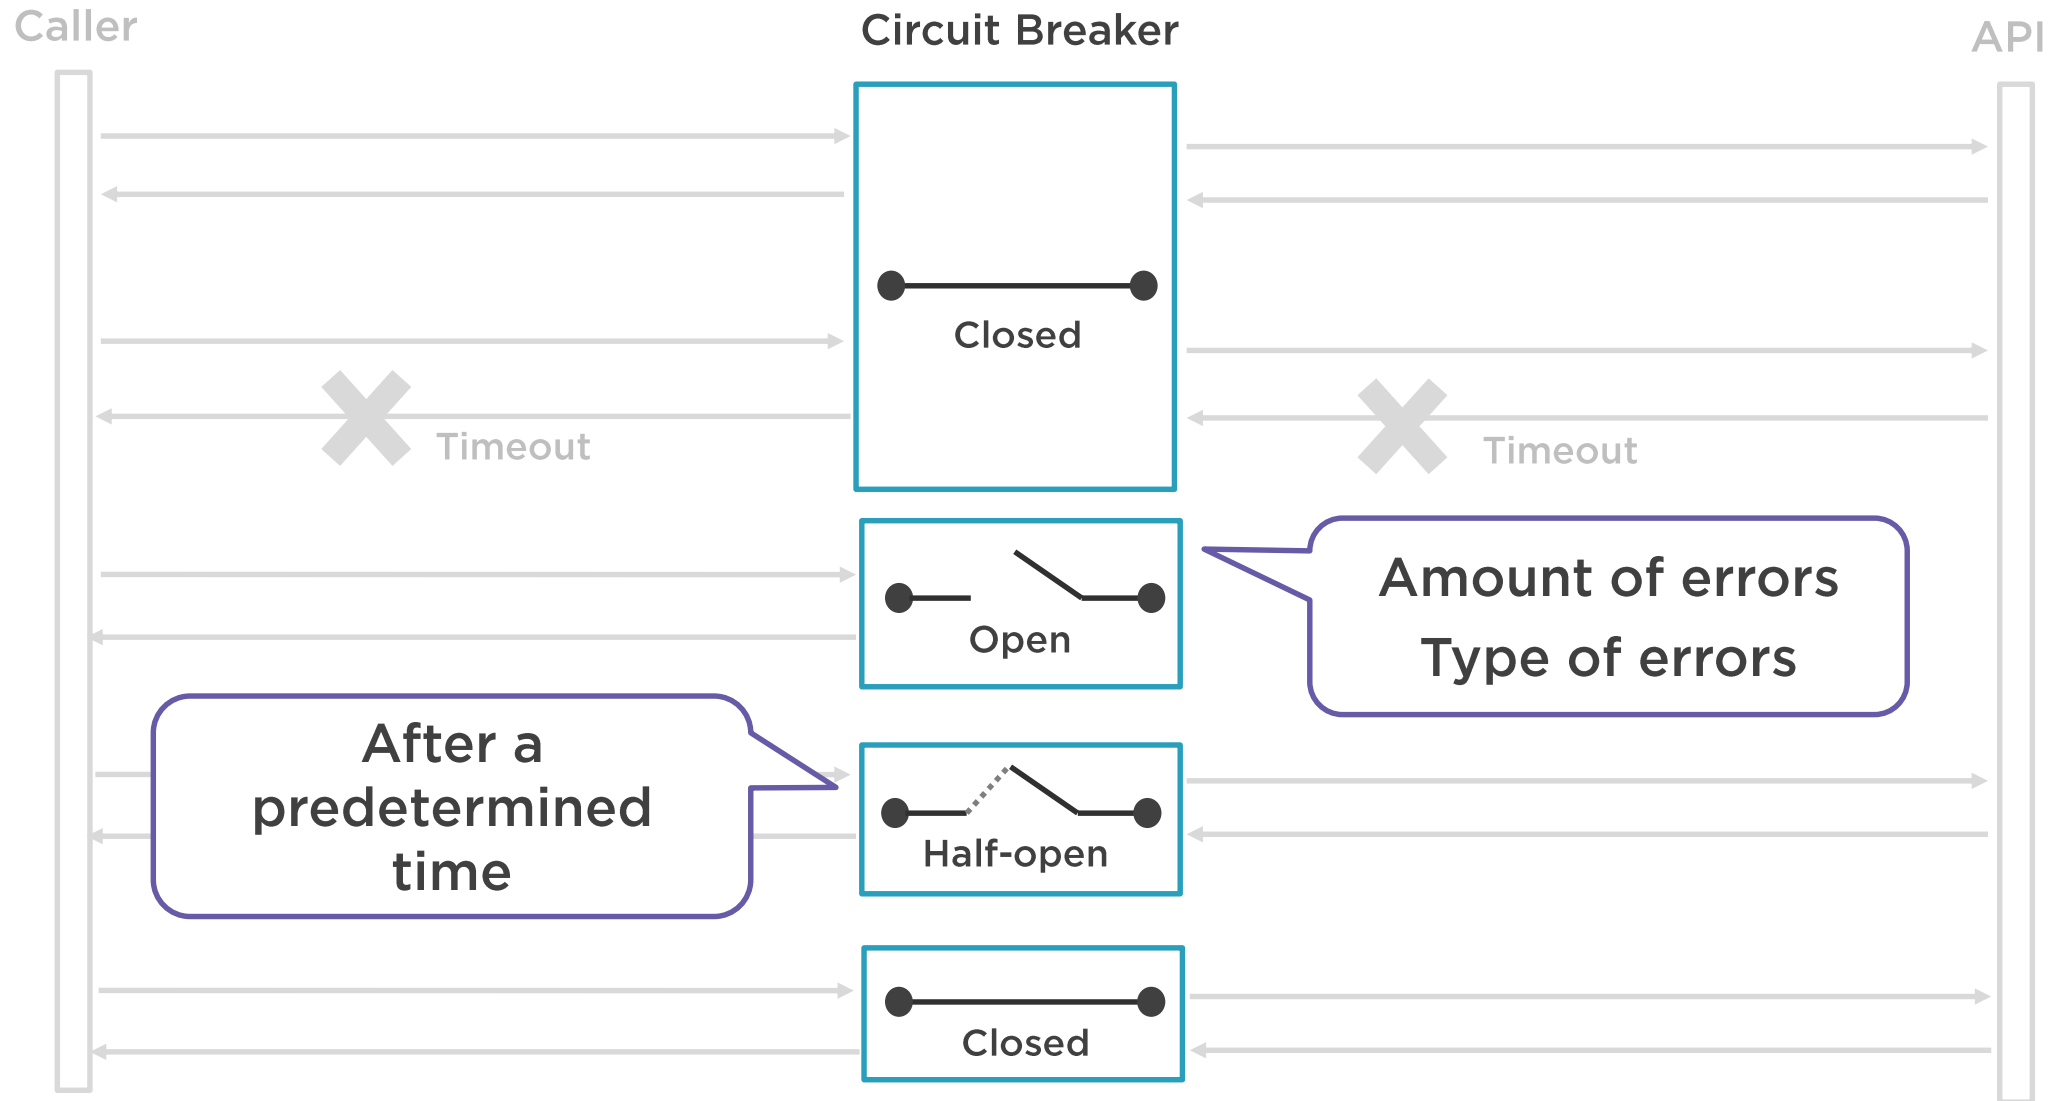 Caller
Circuit Breaker
API
Closed
Timeout
Timeout
Open
Amount of errors
Type of errors
After a
predetermined
time
Half-open
Closed